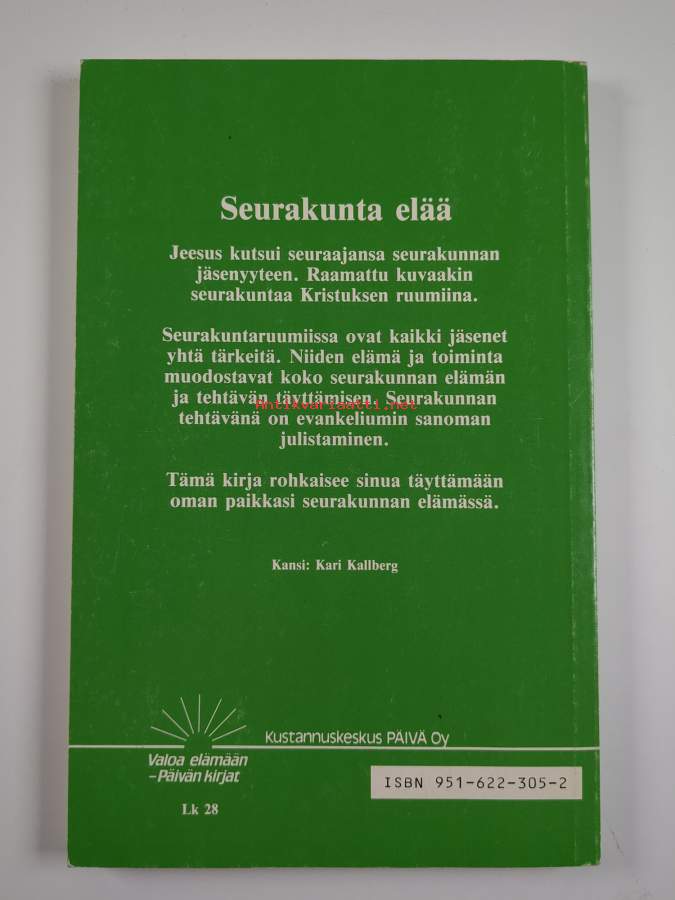 Seurakunta elää
Jeesus kutsui seuraajansa seurakunnan
jäsenyyteen. Raamattu kuvaakin
seurakuntaa Kristuksen ruumiina.
Seurakuntaruumiissa ovat kaikki jäsenet
yhtä tärkeitä. Niiden elämä ja toiminta
muodostavat koko seurakunnan elämän
ja tehtävän täyttämisen. Seurakunnan
Antikvariaatti.net
tehtävänä on evankeliumin sanoman
julistaminen.
Tämä kirja rohkaisee sinua täyttämään
oman paikkasi seurakunnan elämässä.
Kansi: Kari Kallberg
Kustannuskeskus PÄIVÄ Oy
Valoa elämään
–Päivän kirjat
ISBN 951-622-305-2
Lk 28